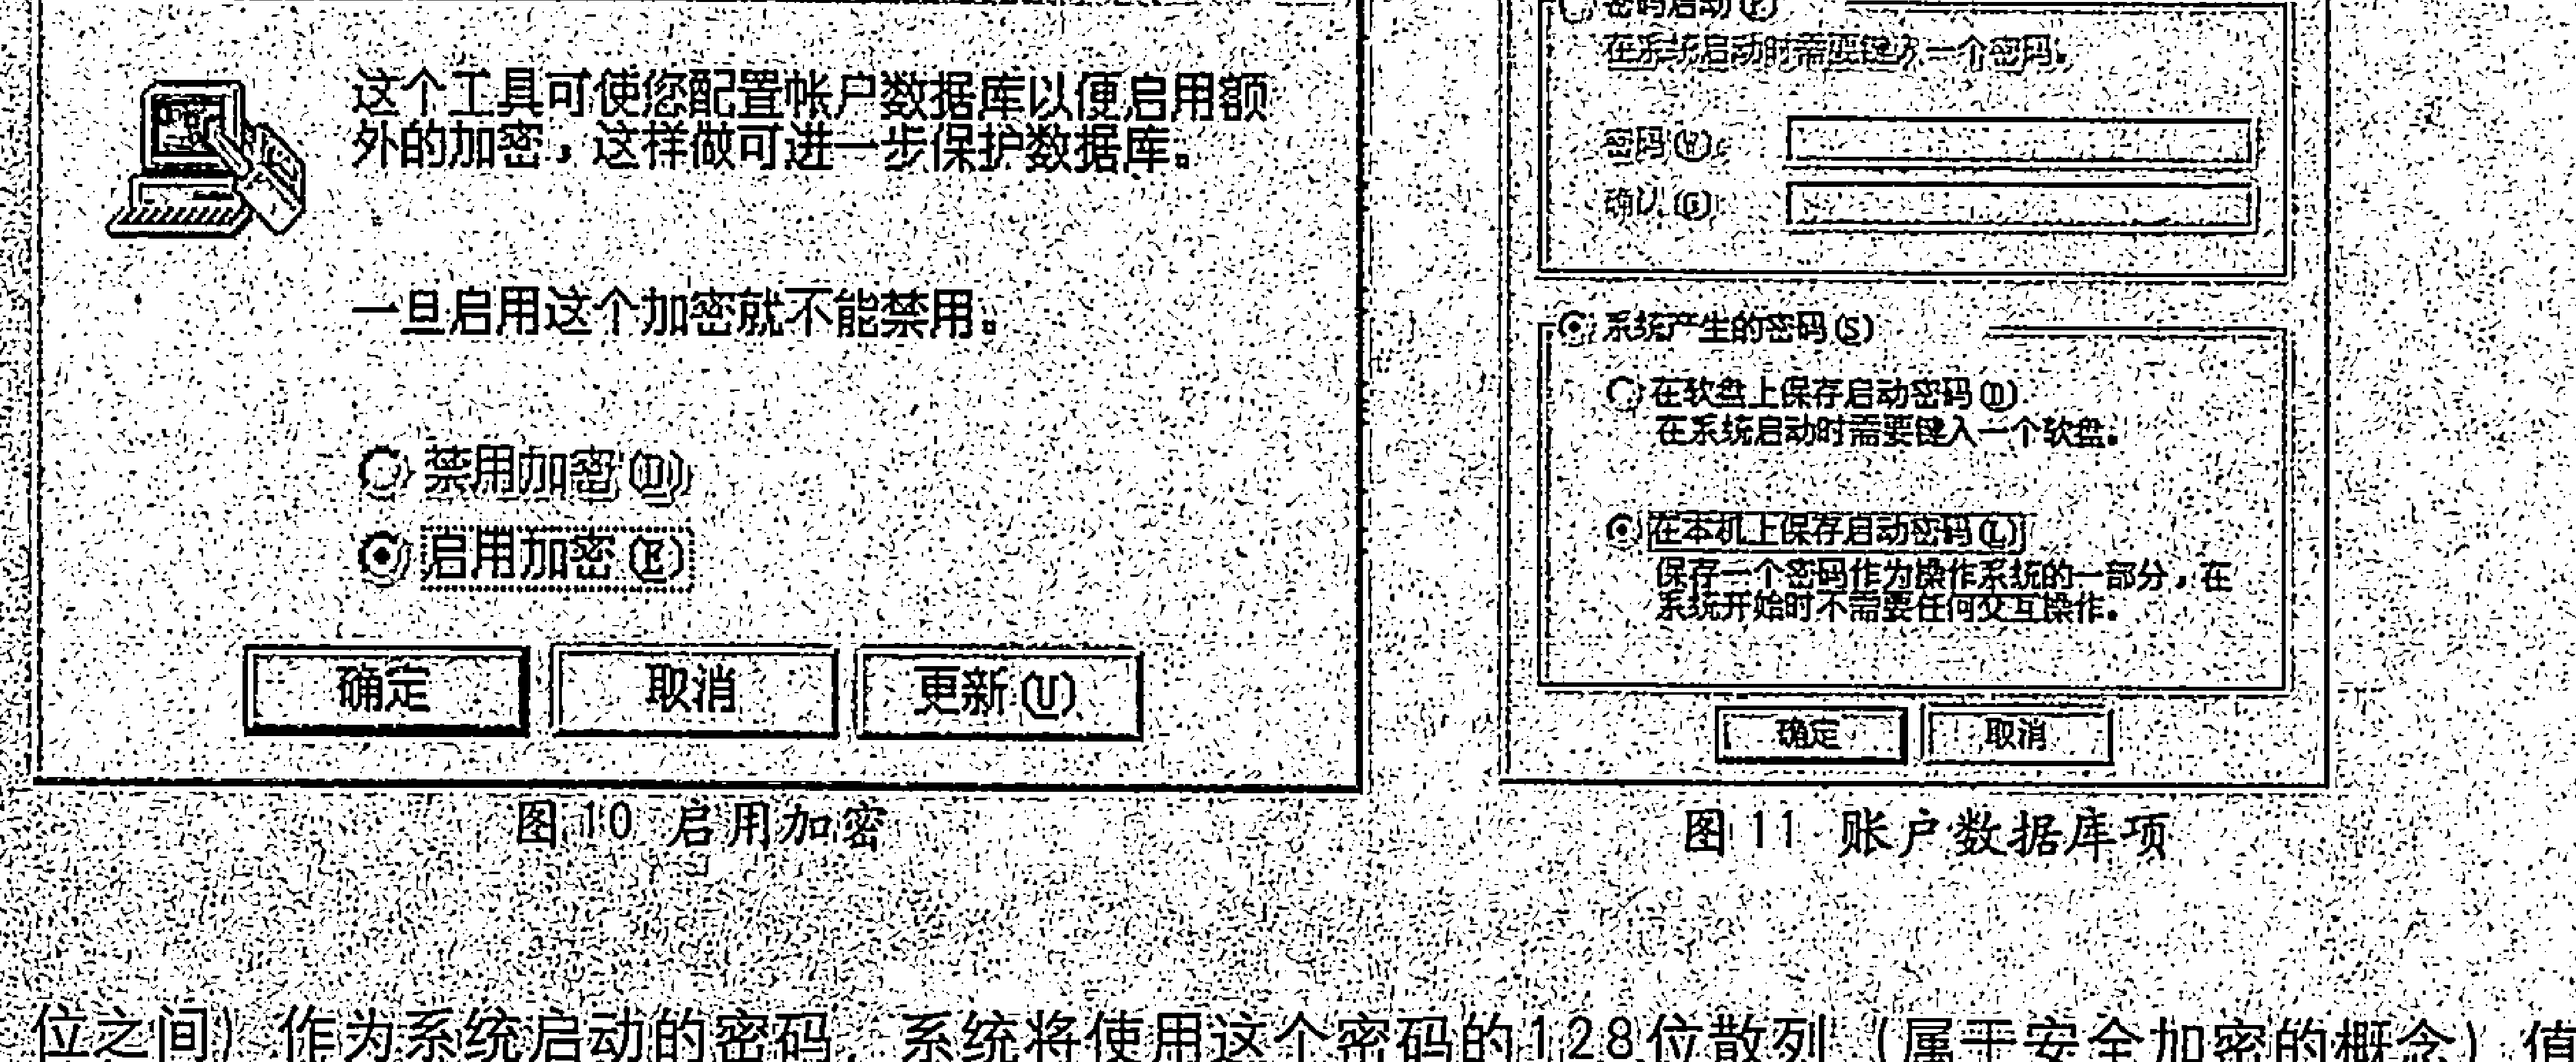 这个工具可使您配置帐户数据库以便启用额
外的加密，这样做可进一步保护数据库。
一旦启用这个加密就不能禁用。
禁用加密(D)
启用加密(E)
确定
取消
更新(U)
图10 启用加密
密码启动(P)
在系统启动时需要键入一个密码。
密码(W):
确认(C):
系统产生的密码(S)
在软盘上保存启动密码(D)
在系统启动时需要键入一个软盘。
在本机上保存启动密码(L)
保存一个密码作为操作系统的一部分，在
系统开始时不需要任何交互操作。
确定
取消
图11 账户数据库项
位之间）作为系统启动的密码，系统将使用这个密码的128位散列（属于安全加密的概念）值